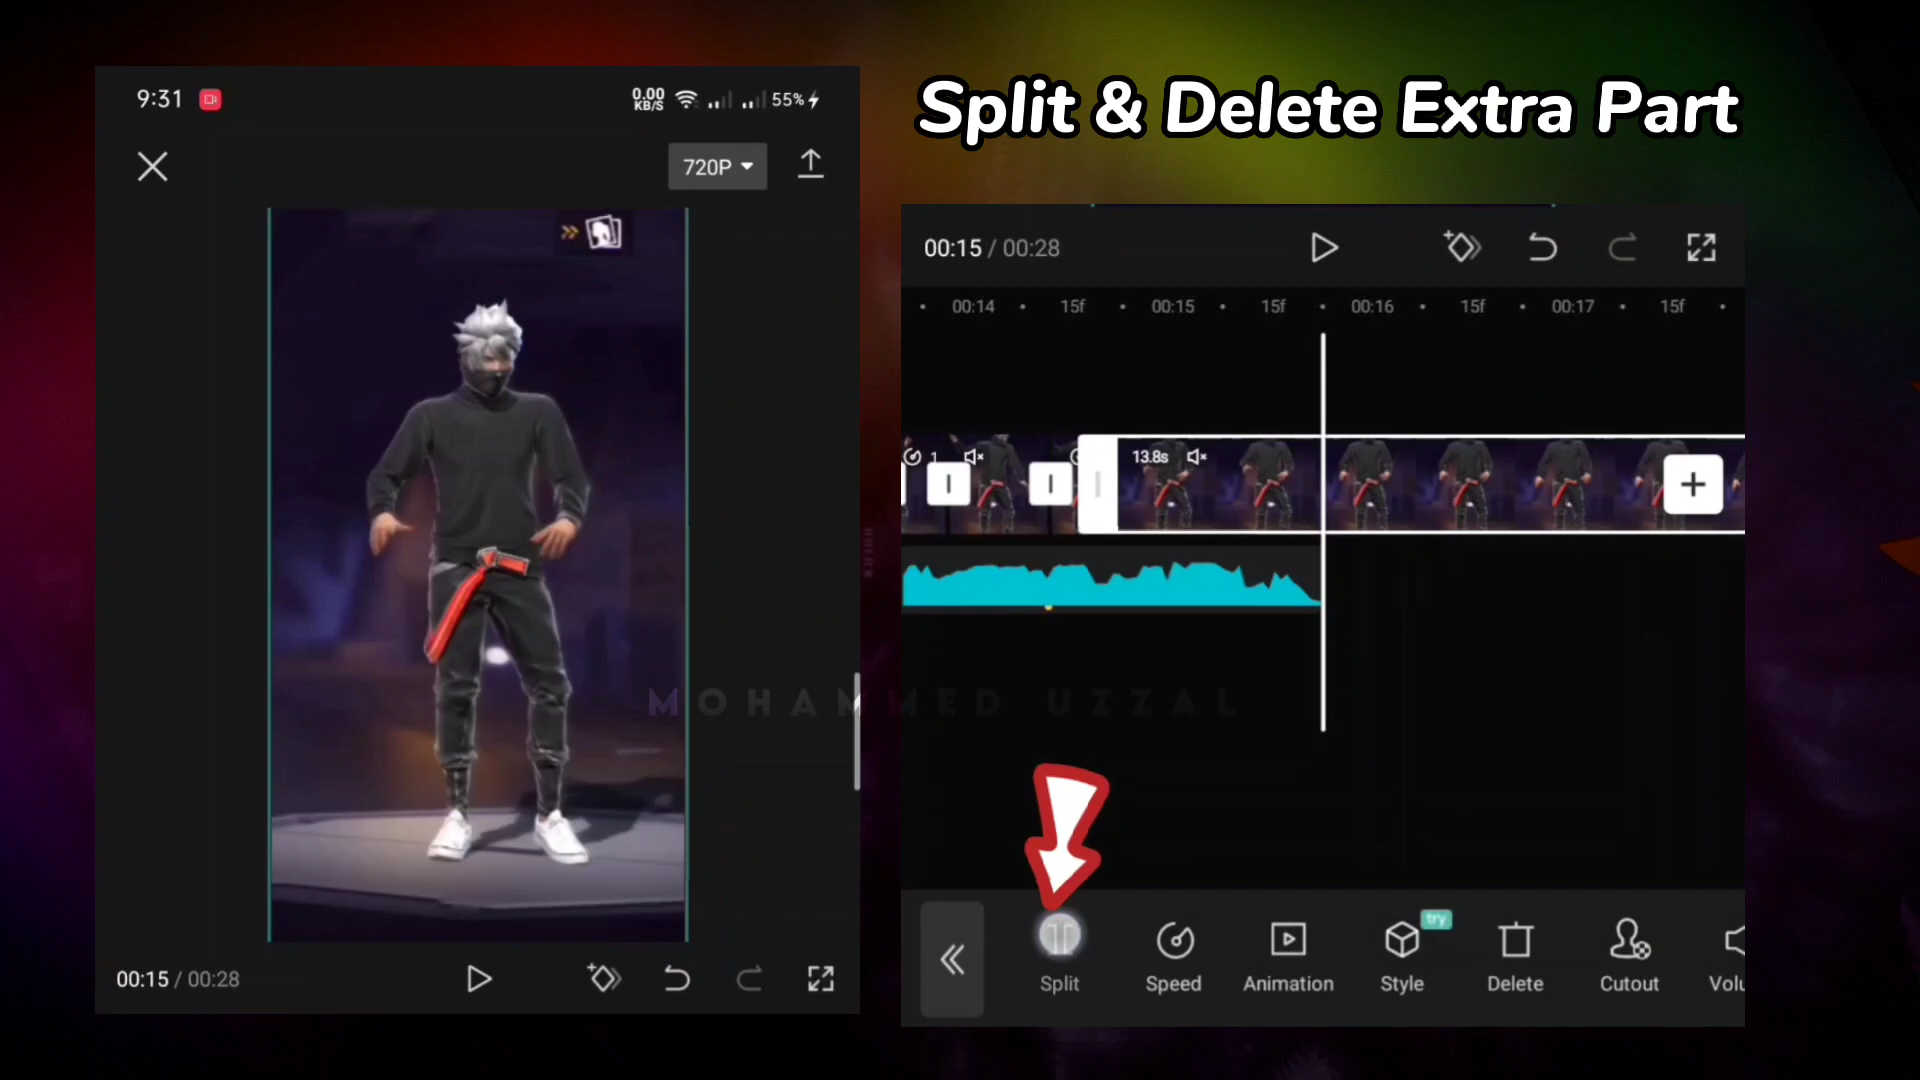 Split & Delete Extra Part
9:31
0.00
KB/S
55%
720P
00:15 / 00:28
00:15 / 00:28
00:14 15f 00:15 15f 00:16 15f 00:17 15f
1
13.8s
MOHAMMED UZZAL
try
Split Speed Animation Style Delete Cutout Volu